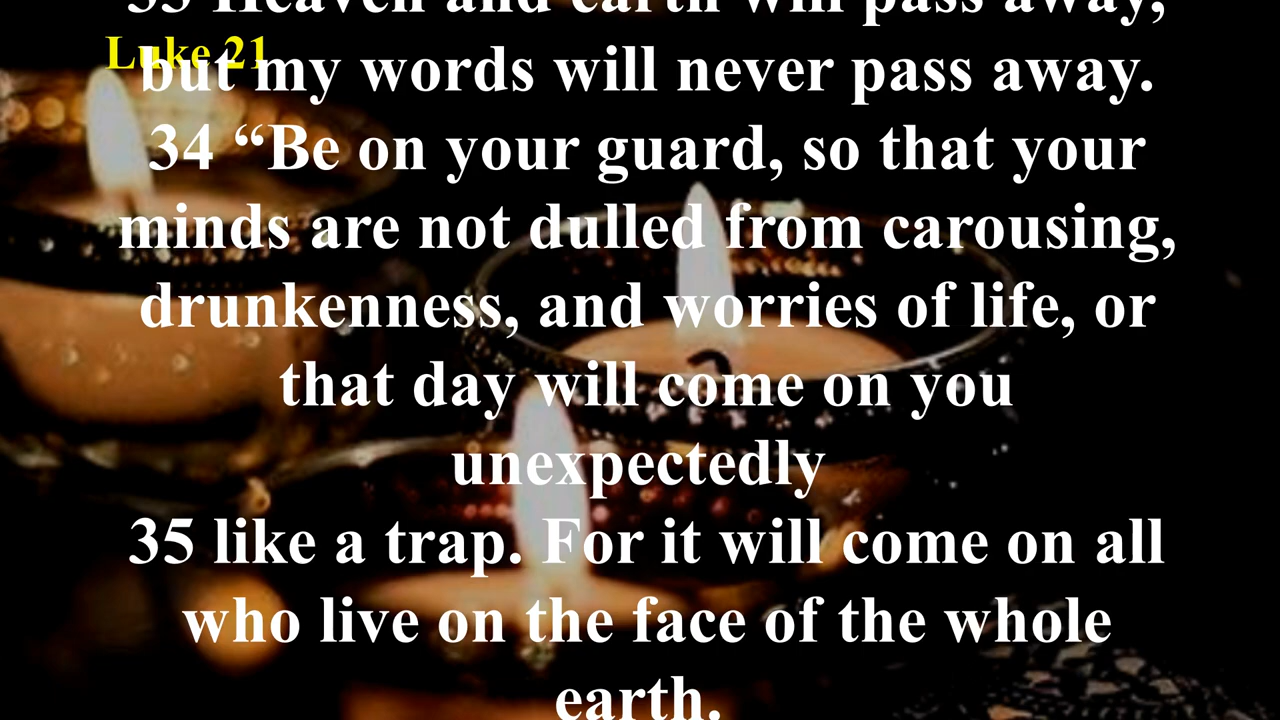 33 Heaven and earth will pass away,
Luke 21
but my words will never pass away.
34 “Be on your guard, so that your
minds are not dulled from carousing,
drunkenness, and worries of life, or
that day will come on you
unexpectedly
35 like a trap. For it will come on all
who live on the face of the whole
earth.